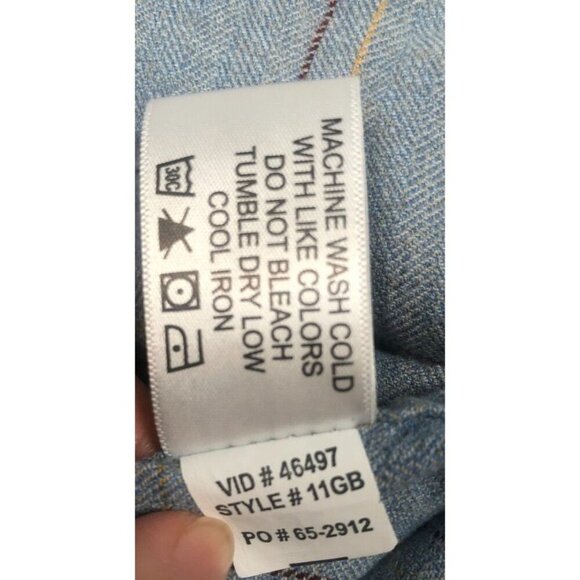 MACHINE WASH COLD
WITH LIKE COLORS
DO NOT BLEACH
TUMBLE DRY LOW
COOL IRON
30C
VID # 46497
STYLE # 11GB
PO # 65-2912